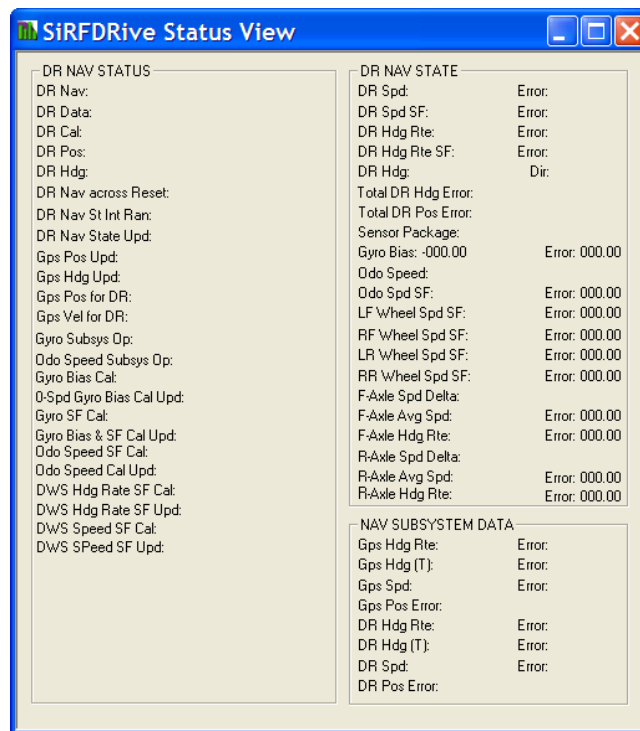 SiRFDRive Status View
DR NAV STATUS
DR Nav:
DR Data:
DR Cal:
DR Pos:
DR Hdg:
DR Nav across Reset:
DR Nav St Int Ran:
DR Nav State Upd:
Gps Pos Upd:
Gps Hdg Upd:
Gps Pos for DR:
Gps Vel for DR:
Gyro Subsys Op:
Odo Speed Subsys Op:
Gyro Bias Cal:
0-Spd Gyro Bias Cal Upd:
Gyro SF Cal:
Gyro Bias & SF Cal Upd:
Odo Speed SF Cal:
Odo Speed Cal Upd:
DWS Hdg Rate SF Cal:
DWS Hdg Rate SF Upd:
DWS Speed SF Cal:
DWS SPeed SF Upd:
DR NAV STATE
DR Spd: Error:
DR Spd SF: Error:
DR Hdg Rte: Error:
DR Hdg Rte SF: Error:
DR Hdg: Dir:
Total DR Hdg Error:
Total DR Pos Error:
Sensor Package:
Gyro Bias: -000.00 Error: 000.00
Odo Speed:
Odo Spd SF: Error: 000.00
LF Wheel Spd SF: Error: 000.00
RF Wheel Spd SF: Error: 000.00
LR Wheel Spd SF: Error: 000.00
RR Wheel Spd SF: Error: 000.00
F-Axle Spd Delta:
F-Axle Avg Spd: Error: 000.00
F-Axle Hdg Rte: Error: 000.00
R-Axle Spd Delta:
R-Axle Avg Spd: Error: 000.00
R-Axle Hdg Rte: Error: 000.00
NAV SUBSYSTEM DATA
Gps Hdg Rte: Error:
Gps Hdg (T): Error:
Gps Spd: Error:
Gps Pos Error:
DR Hdg Rte: Error:
DR Hdg (T): Error:
DR Spd: Error:
DR Pos Error: